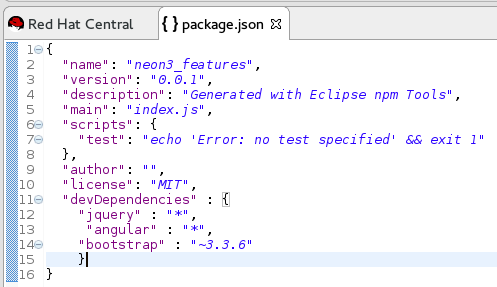 Red Hat Central
{ } package.json
1 {
2 "name": "neon3_features",
3 "version": "0.0.1",
4 "description": "Generated with Eclipse npm Tools",
5 "main": "index.js",
6 "scripts": {
7 "test": "echo 'Error: no test specified' && exit 1"
8 },
9 "author": "",
10 "license": "MIT",
11 "devDependencies" : {
12 "jquery" : "*",
13 "angular" : "*",
14 "bootstrap" : "~3.3.6"
15 }
16 }